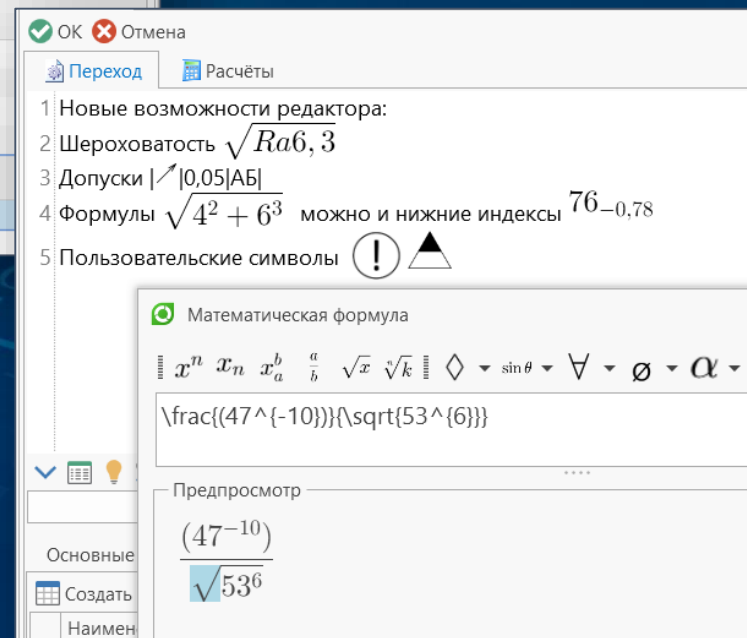 OK Отмена
Переход Расчёты
1 Новые возможности редактора:
2 Шероховатость √Ra6, 3
3 Допуски |↗|0,05|АБ|
4 Формулы √4² + 6³ можно и нижние индексы 76₋₀,₇₈
5 Пользовательские символы ! 
Математическая формула
xⁿ xₙ xₐᵇ a/b √x ⁿ√k ◊ sin θ ∀ ø α
\frac{(47^{-10})}{\sqrt{53^{6}}}
Предпросмотр
(47⁻¹⁰)
√53⁶
Основные
Создать
Наимен